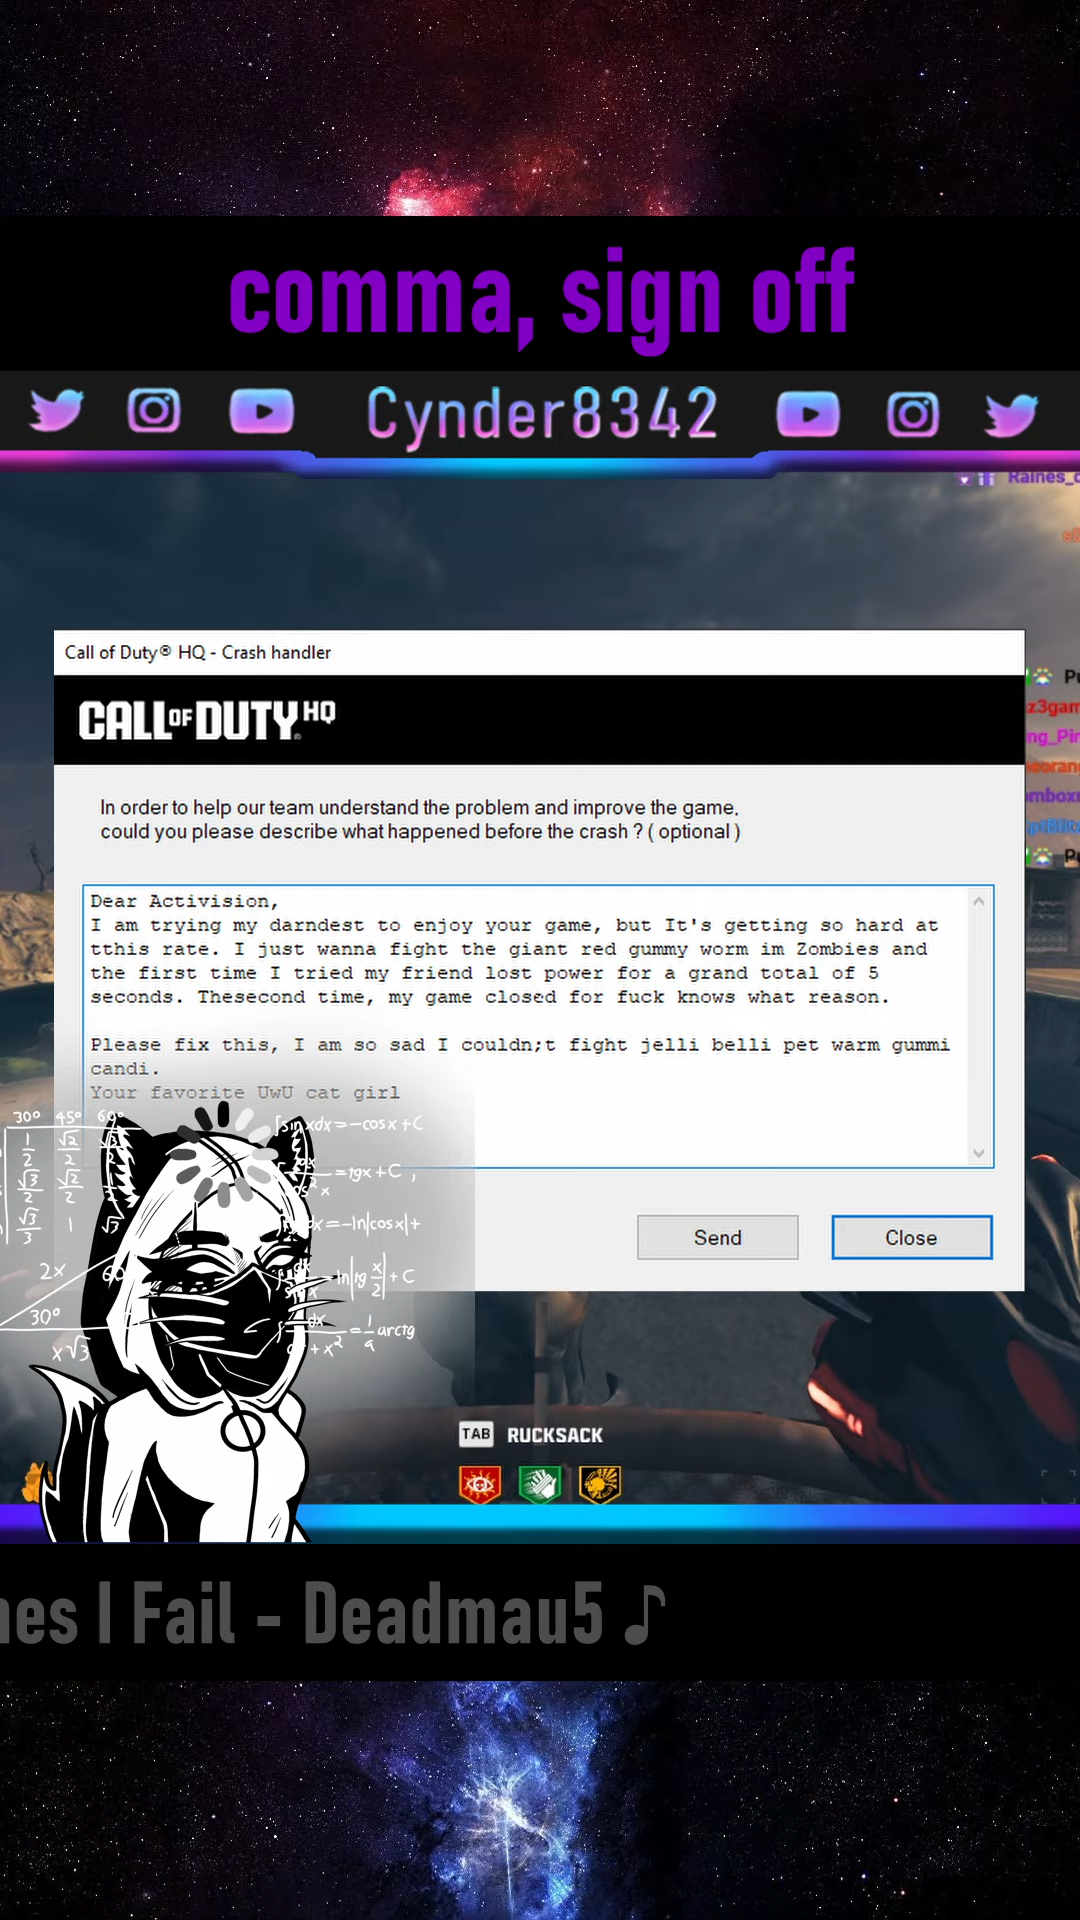 comma, sign off
Cynder8342
Call of Duty® HQ - Crash handler
CALL OF DUTY HQ
In order to help our team understand the problem and improve the game,
could you please describe what happened before the crash ? ( optional )
Dear Activision,
I am trying my darndest to enjoy your game, but It's getting so hard at
tthis rate. I just wanna fight the giant red gummy worm im Zombies and
the first time I tried my friend lost power for a grand total of 5
seconds. Thesecond time, my game closed for fuck knows what reason.
Please fix this, I am so sad I couldn;t fight jelli belli pet warm gummi
candi.
Your favorite UwU cat girl
30° 45° 60°
2x
30°
x√3
Send
Close
TAB RUCKSACK
I Fail - Deadmau5 ♪